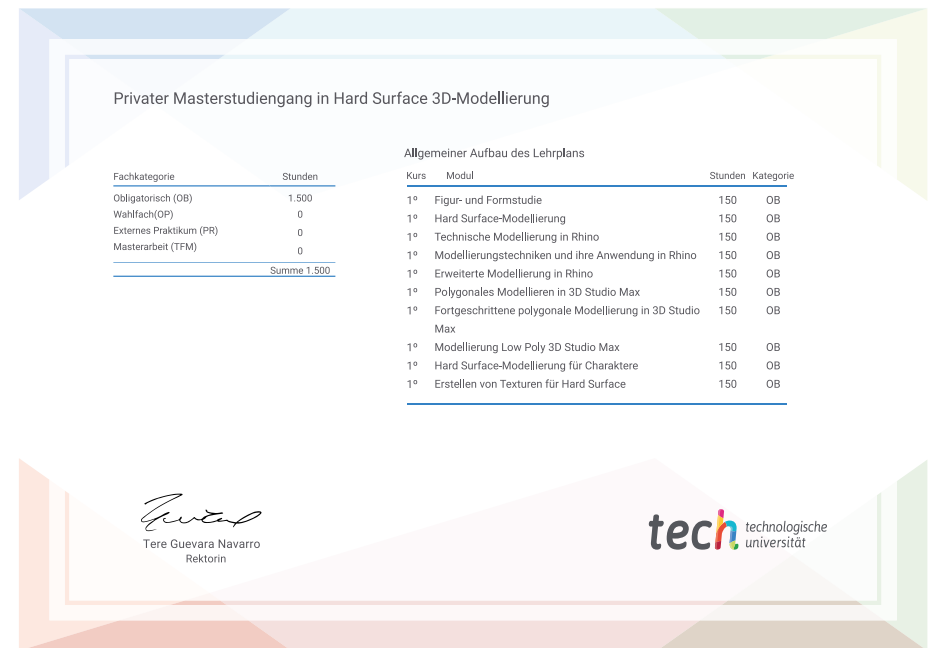 Privater Masterstudiengang in Hard Surface 3D-Modellierung
Fachkategorie Stunden
Obligatorisch (OB) 1.500
Wahlfach(OP) 0
Externes Praktikum (PR) 0
Masterarbeit (TFM) 0
Summe 1.500
Allgemeiner Aufbau des Lehrplans
Kurs Modul Stunden Kategorie
1º Figur- und Formstudie 150 OB
1º Hard Surface-Modellierung 150 OB
1º Technische Modellierung in Rhino 150 OB
1º Modellierungstechniken und ihre Anwendung in Rhino 150 OB
1º Erweiterte Modellierung in Rhino 150 OB
1º Polygonales Modellieren in 3D Studio Max 150 OB
1º Fortgeschrittene polygonale Modellierung in 3D Studio 150 OB
Max
1º Modellierung Low Poly 3D Studio Max 150 OB
1º Hard Surface-Modellierung für Charaktere 150 OB
1º Erstellen von Texturen für Hard Surface 150 OB
Tere Guevara Navarro
Rektorin
tech technologische
universität